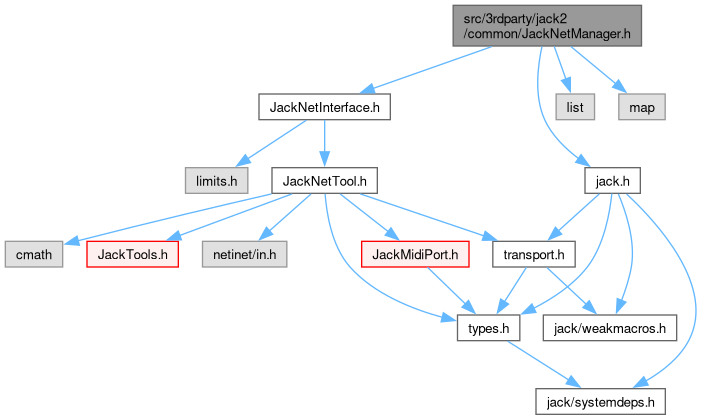 src/3rdparty/jack2
/common/JackNetManager.h
JackNetInterface.h
list
map
limits.h
JackNetTool.h
jack.h
cmath
JackTools.h
netinet/in.h
JackMidiPort.h
transport.h
types.h
jack/weakmacros.h
jack/systemdeps.h